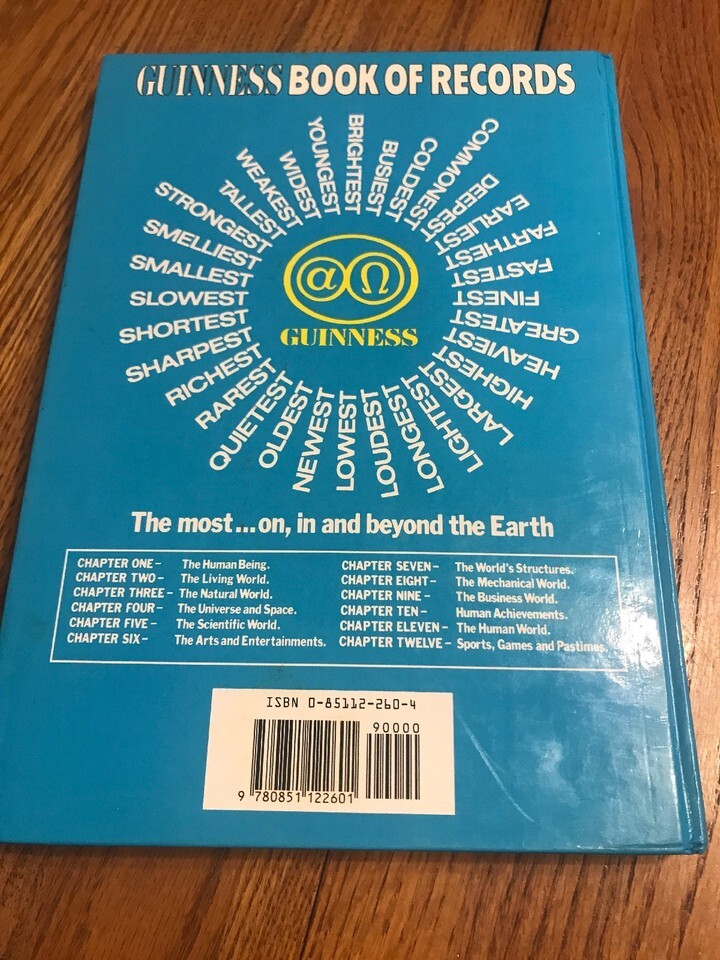 GUINNESS BOOK OF RECORDS
BRIGHTEST
BUSIEST
COLDEST
COMMONEST
DEEPEST
EARLIEST
FARTHEST
FASTEST
FINEST
GREATEST
HEAVIEST
HIGHEST
LARGEST
LIGHTEST
LONGEST
LOUDEST
LOWEST
NEWEST
OLDEST
QUIETEST
RAREST
RICHEST
SHARPEST
SHORTEST
SLOWEST
SMALLEST
SMELLIEST
STRONGEST
TALLEST
WEAKEST
WIDEST
YOUNGEST
@ Ω
GUINNESS
The most...on, in and beyond the Earth
CHAPTER ONE – The Human Being.
CHAPTER TWO – The Living World.
CHAPTER THREE – The Natural World.
CHAPTER FOUR – The Universe and Space.
CHAPTER FIVE – The Scientific World.
CHAPTER SIX – The Arts and Entertainments.
CHAPTER SEVEN – The World's Structures.
CHAPTER EIGHT – The Mechanical World.
CHAPTER NINE – The Business World.
CHAPTER TEN – Human Achievements.
CHAPTER ELEVEN – The Human World.
CHAPTER TWELVE – Sports, Games and Pastimes.
ISBN 0-85112-260-4
90000
9 780851 122601